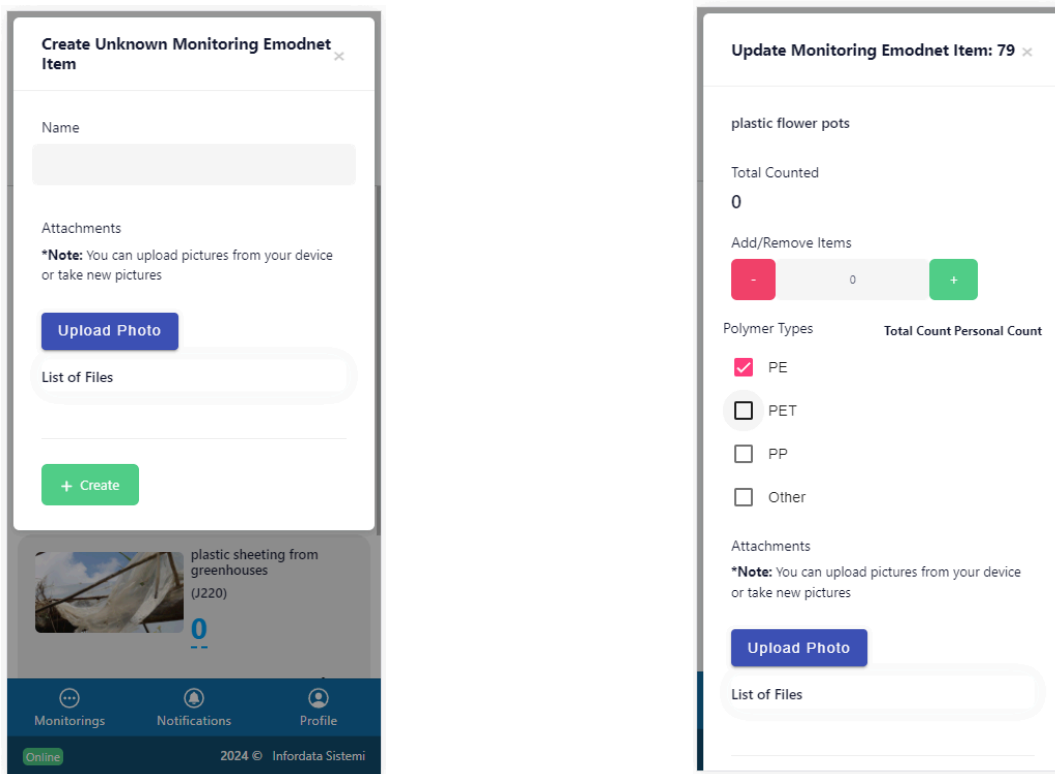 Create Unknown Monitoring Emodnet
Item
×
Name
Attachments
*Note: You can upload pictures from your device
or take new pictures
Upload Photo
List of Files
+ Create
plastic sheeting from
greenhouses
(J220)
0
Monitorings Notifications Profile
Online 2024 © Infordata Sistemi
Update Monitoring Emodnet Item: 79 ×
plastic flower pots
Total Counted
0
Add/Remove Items
- 0 +
Polymer Types Total Count Personal Count
PE
PET
PP
Other
Attachments
*Note: You can upload pictures from your device
or take new pictures
Upload Photo
List of Files